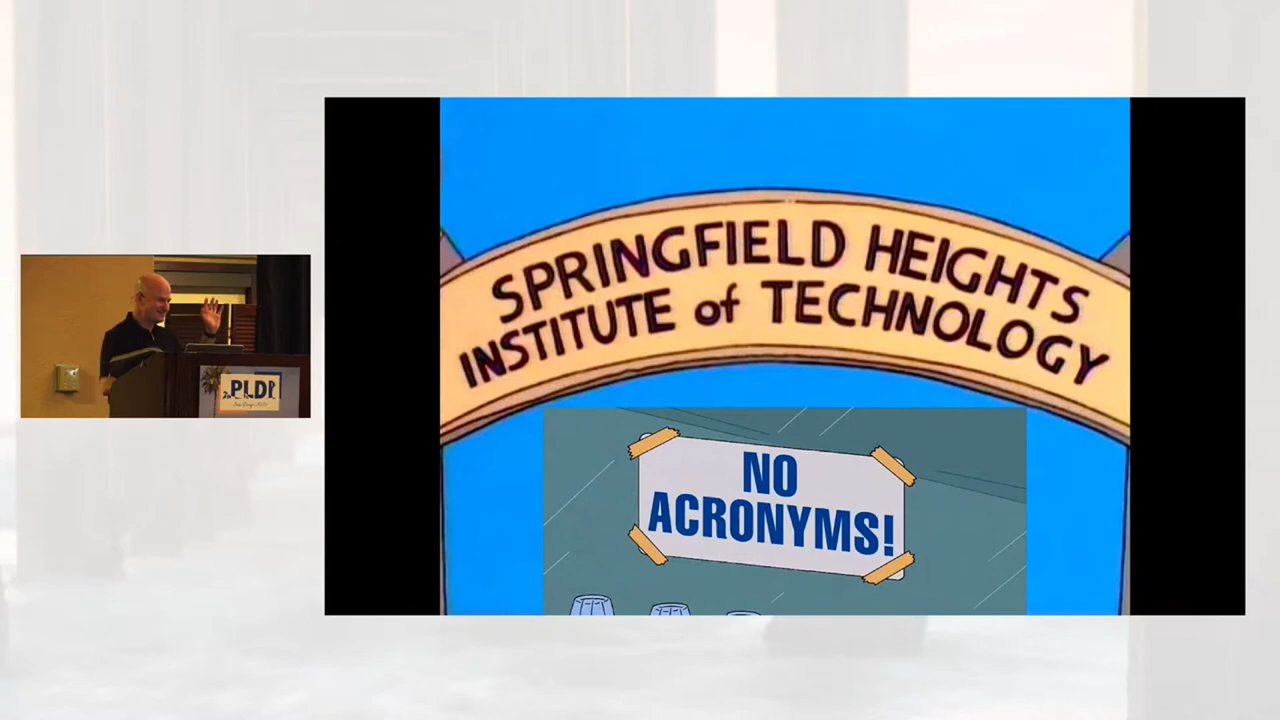 SPRINGFIELD HEIGHTS
INSTITUTE of TECHNOLOGY
NO
ACRONYMS!
PLDI